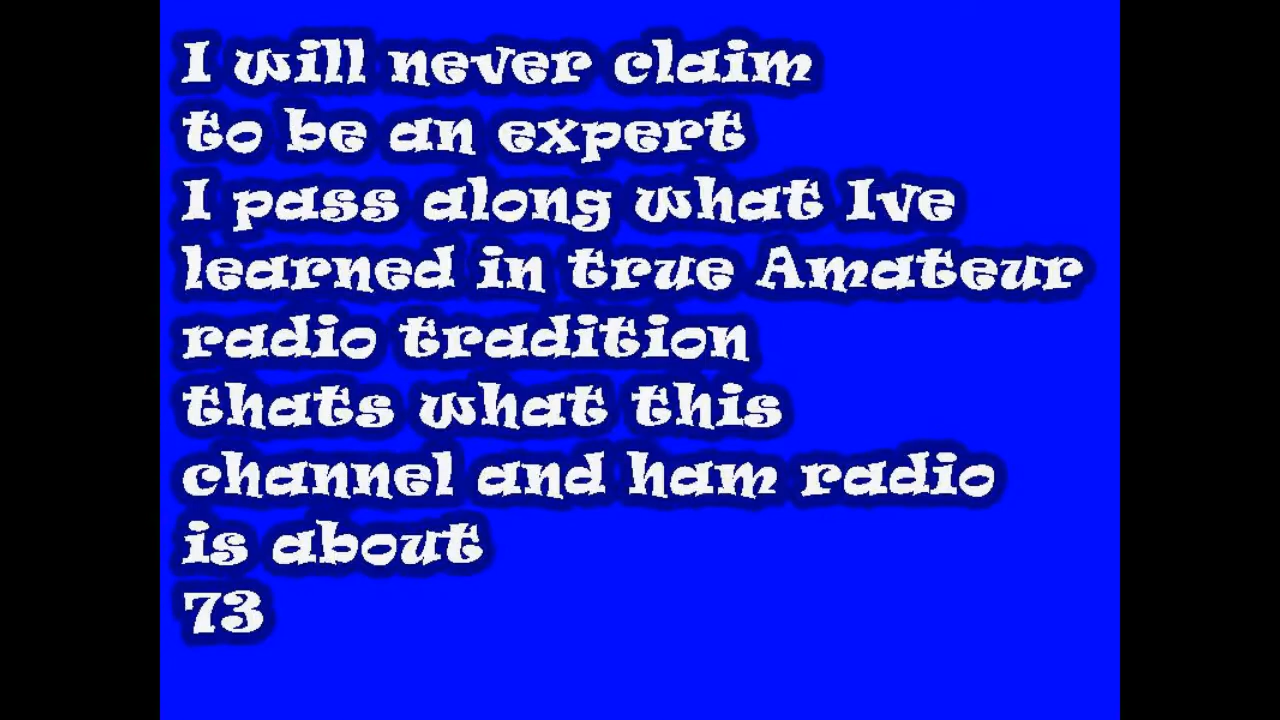 I will never claim
to be an expert
I pass along what Ive
learned in true Amateur
radio tradition
thats what this
channel and ham radio
is about
73